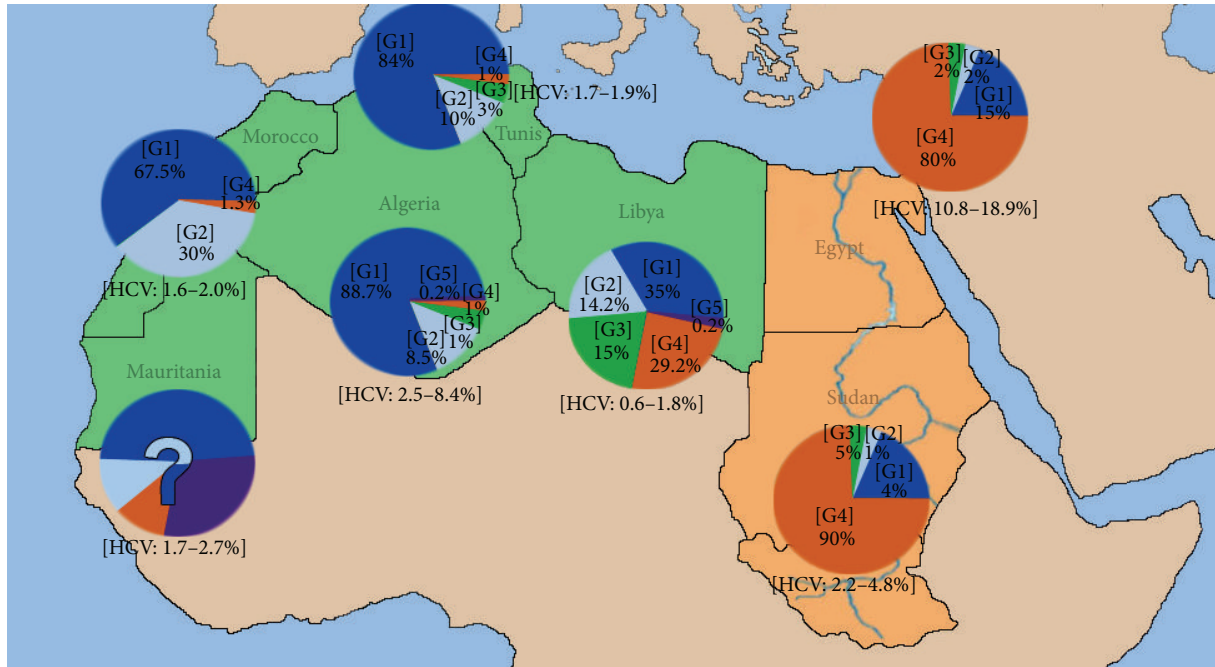 [G1]
84%
[G4]
1%
[G3]
3%
[G2]
10%
[HCV: 1.7–1.9%]
Tunis
[G3]
2%
[G2]
2%
[G1]
15%
[G4]
80%
[HCV: 10.8–18.9%]
Morocco
[G1]
67.5%
[G4]
1.3%
[G2]
30%
[HCV: 1.6–2.0%]
Algeria
[G1]
88.7%
[G5]
0.2%
[G4]
1%
[G3]
1%
[G2]
8.5%
[HCV: 2.5–8.4%]
Libya
[G2]
14.2%
[G1]
35%
[G5]
0.2%
[G3]
15%
[G4]
29.2%
[HCV: 0.6–1.8%]
Egypt
Mauritania
?
[HCV: 1.7–2.7%]
Sudan
[G3]
5%
[G2]
1%
[G1]
4%
[G4]
90%
[HCV: 2.2–4.8%]